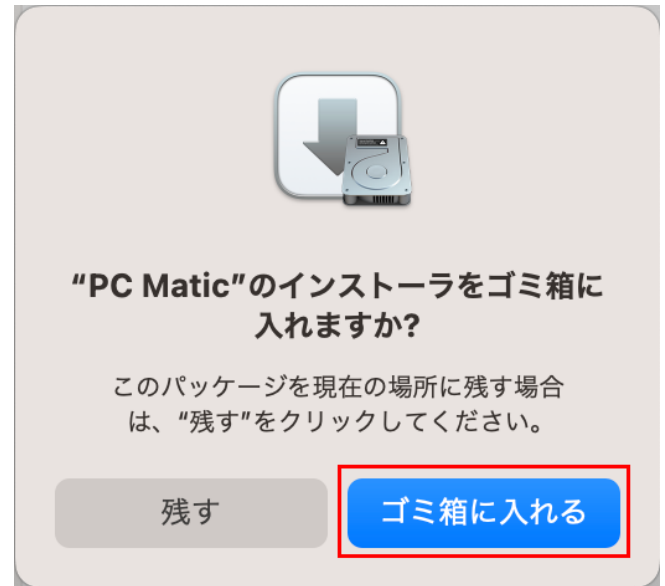 “PC Matic”のインストーラをゴミ箱に
入れますか?
このパッケージを現在の場所に残す場合
は、“残す”をクリックしてください。
残す
ゴミ箱に入れる